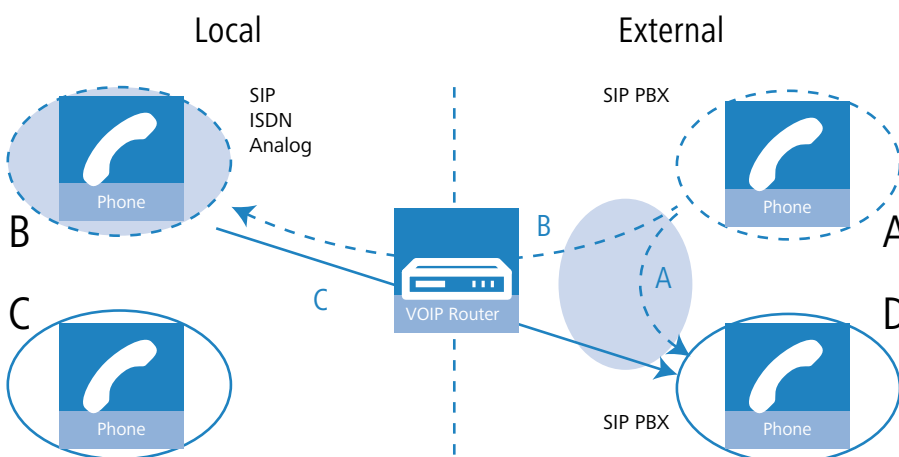 Local
External
SIP
ISDN
Analog
SIP PBX
Phone
Phone
B
A
B
A
C
VOIP Router
C
D
Phone
SIP PBX
Phone